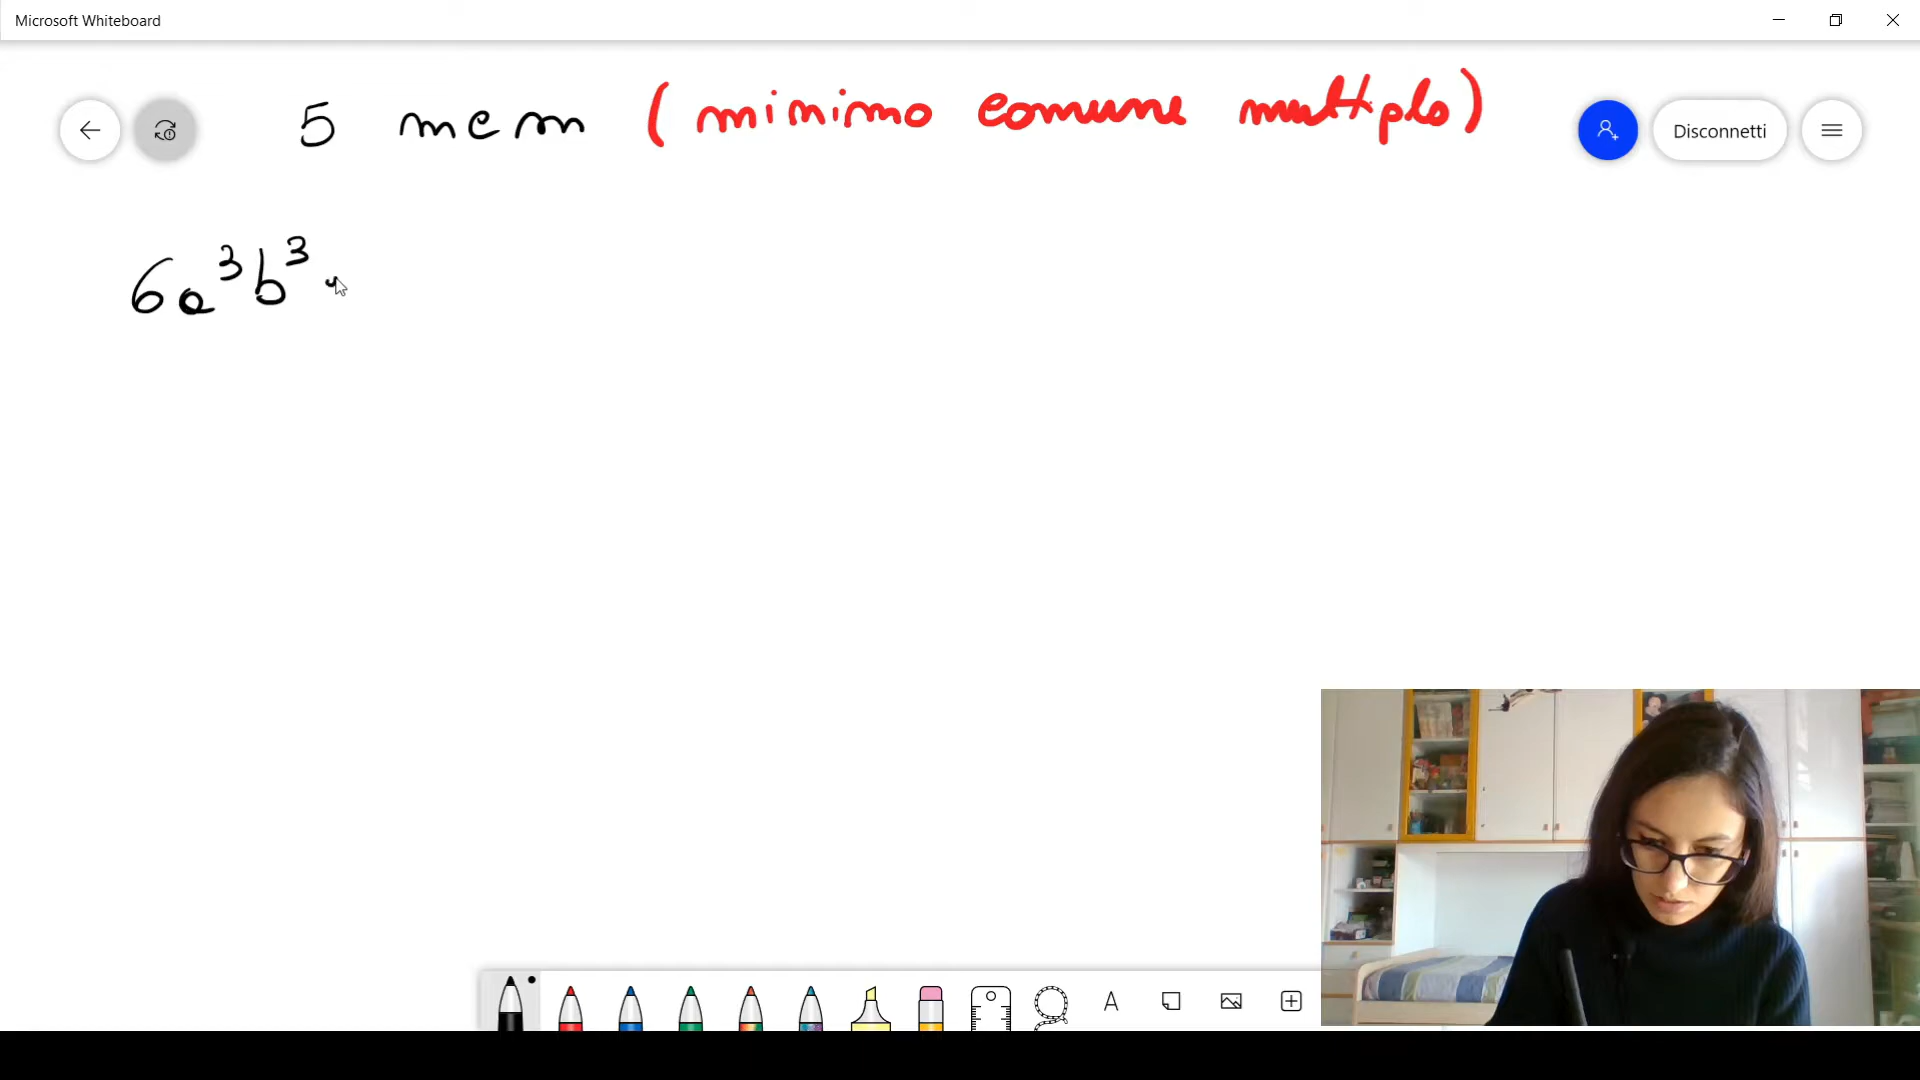 Microsoft Whiteboard
5 mcm (minimo comune multiplo)
Disconnetti
6a³b³
A